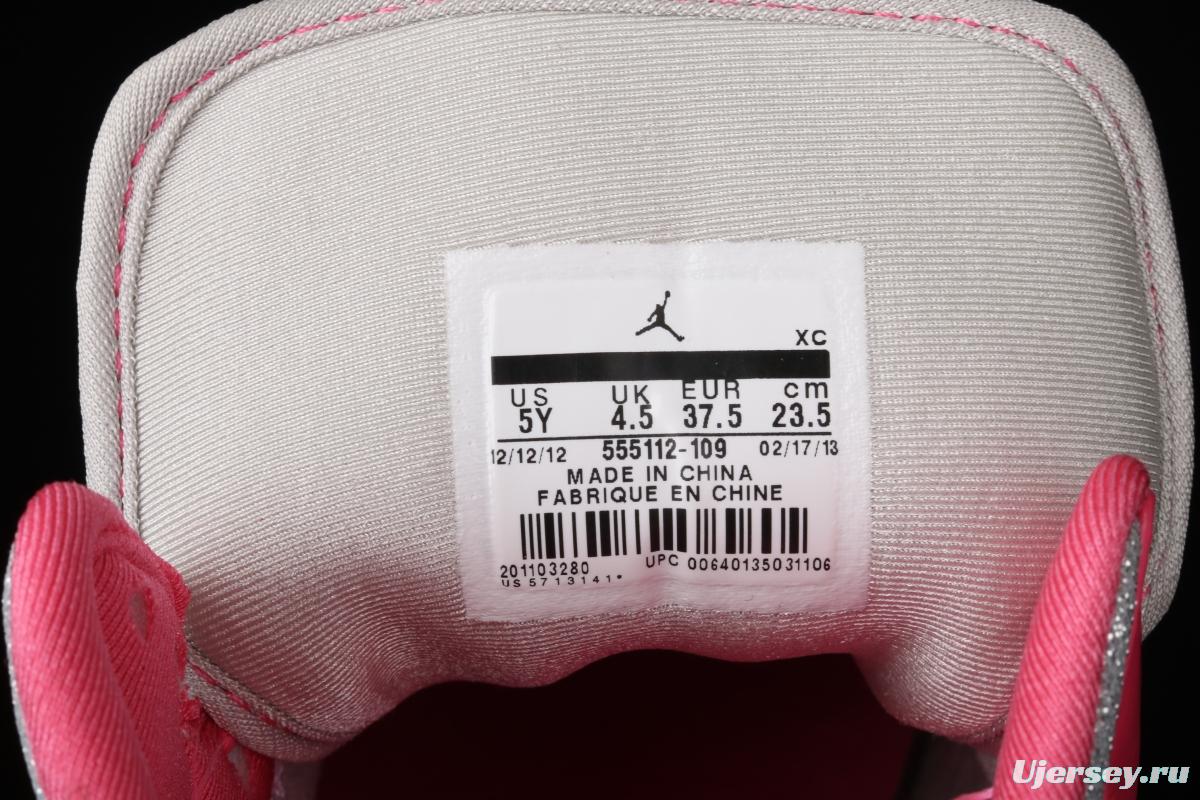 XC
US UK EUR cm
5Y 4.5 37.5 23.5
12/12/12 555112-109 02/17/13
MADE IN CHINA
FABRIQUE EN CHINE
201103280 UPC 00640135031106
US 5713141*
Ujersey.ru